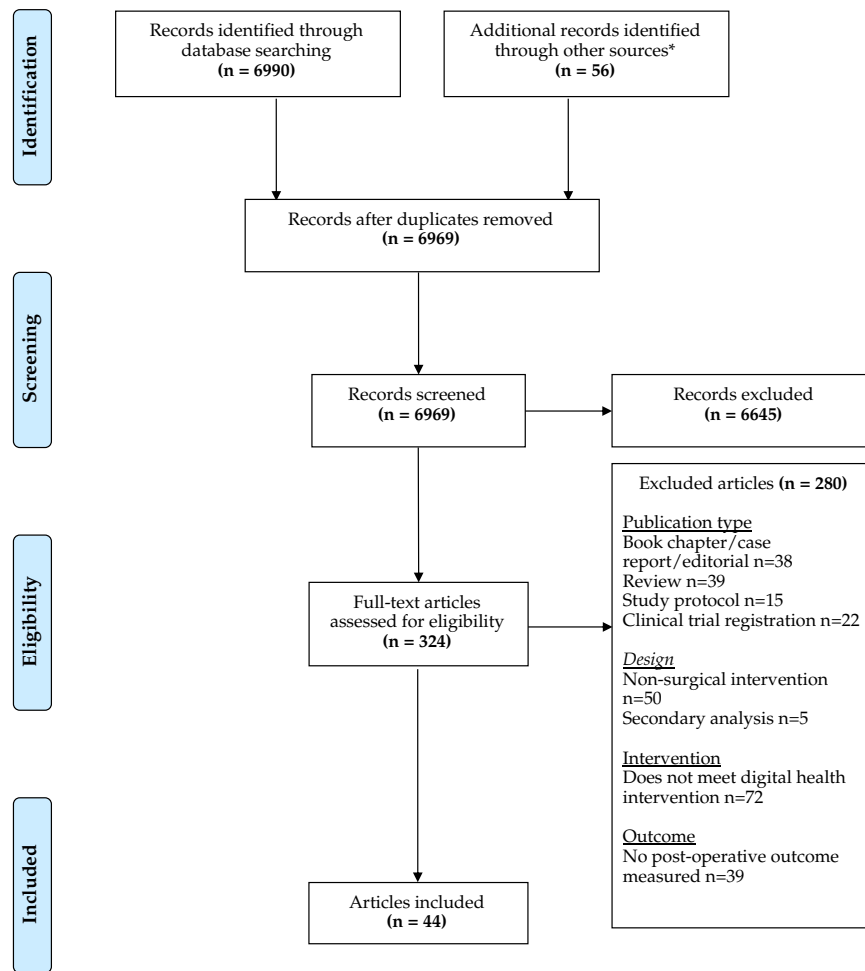 Identification
Records identified through
database searching
(n = 6990)
Additional records identified
through other sources*
(n = 56)
Records after duplicates removed
(n = 6969)
Screening
Records screened
(n = 6969)
Records excluded
(n = 6645)
Eligibility
Full-text articles
assessed for eligibility
(n = 324)
Excluded articles (n = 280)
Publication type
Book chapter/case
report/editorial n=38
Review n=39
Study protocol n=15
Clinical trial registration n=22
Design
Non-surgical intervention
n=50
Secondary analysis n=5
Intervention
Does not meet digital health
intervention n=72
Outcome
No post-operative outcome
measured n=39
Included
Articles included
(n = 44)